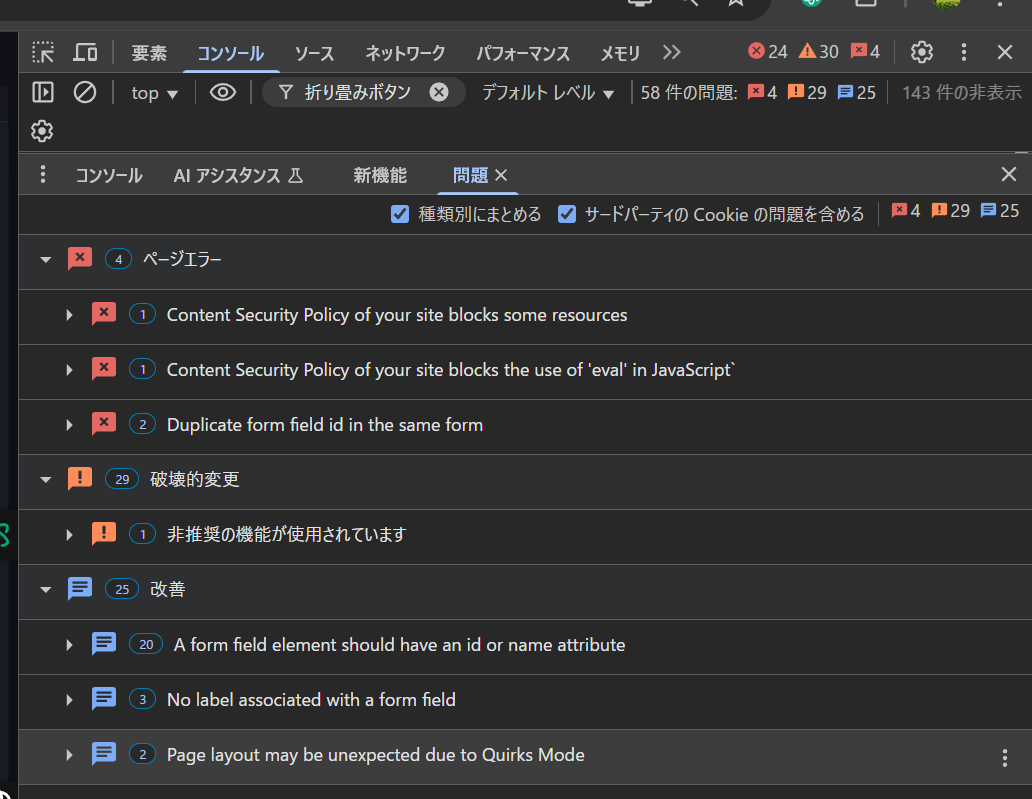 要素 コンソール ソース ネットワーク パフォーマンス メモリ 24 30 4
top 折り畳みボタン デフォルト レベル 58 件の問題: 4 29 25 143 件の非表示
コンソール AI アシスタンス 新機能 問題
種類別にまとめる サードパーティの Cookie の問題を含める 4 29 25
4 ページエラー
1 Content Security Policy of your site blocks some resources
1 Content Security Policy of your site blocks the use of 'eval' in JavaScript`
2 Duplicate form field id in the same form
29 破壊的変更
1 非推奨の機能が使用されています
25 改善
20 A form field element should have an id or name attribute
3 No label associated with a form field
2 Page layout may be unexpected due to Quirks Mode